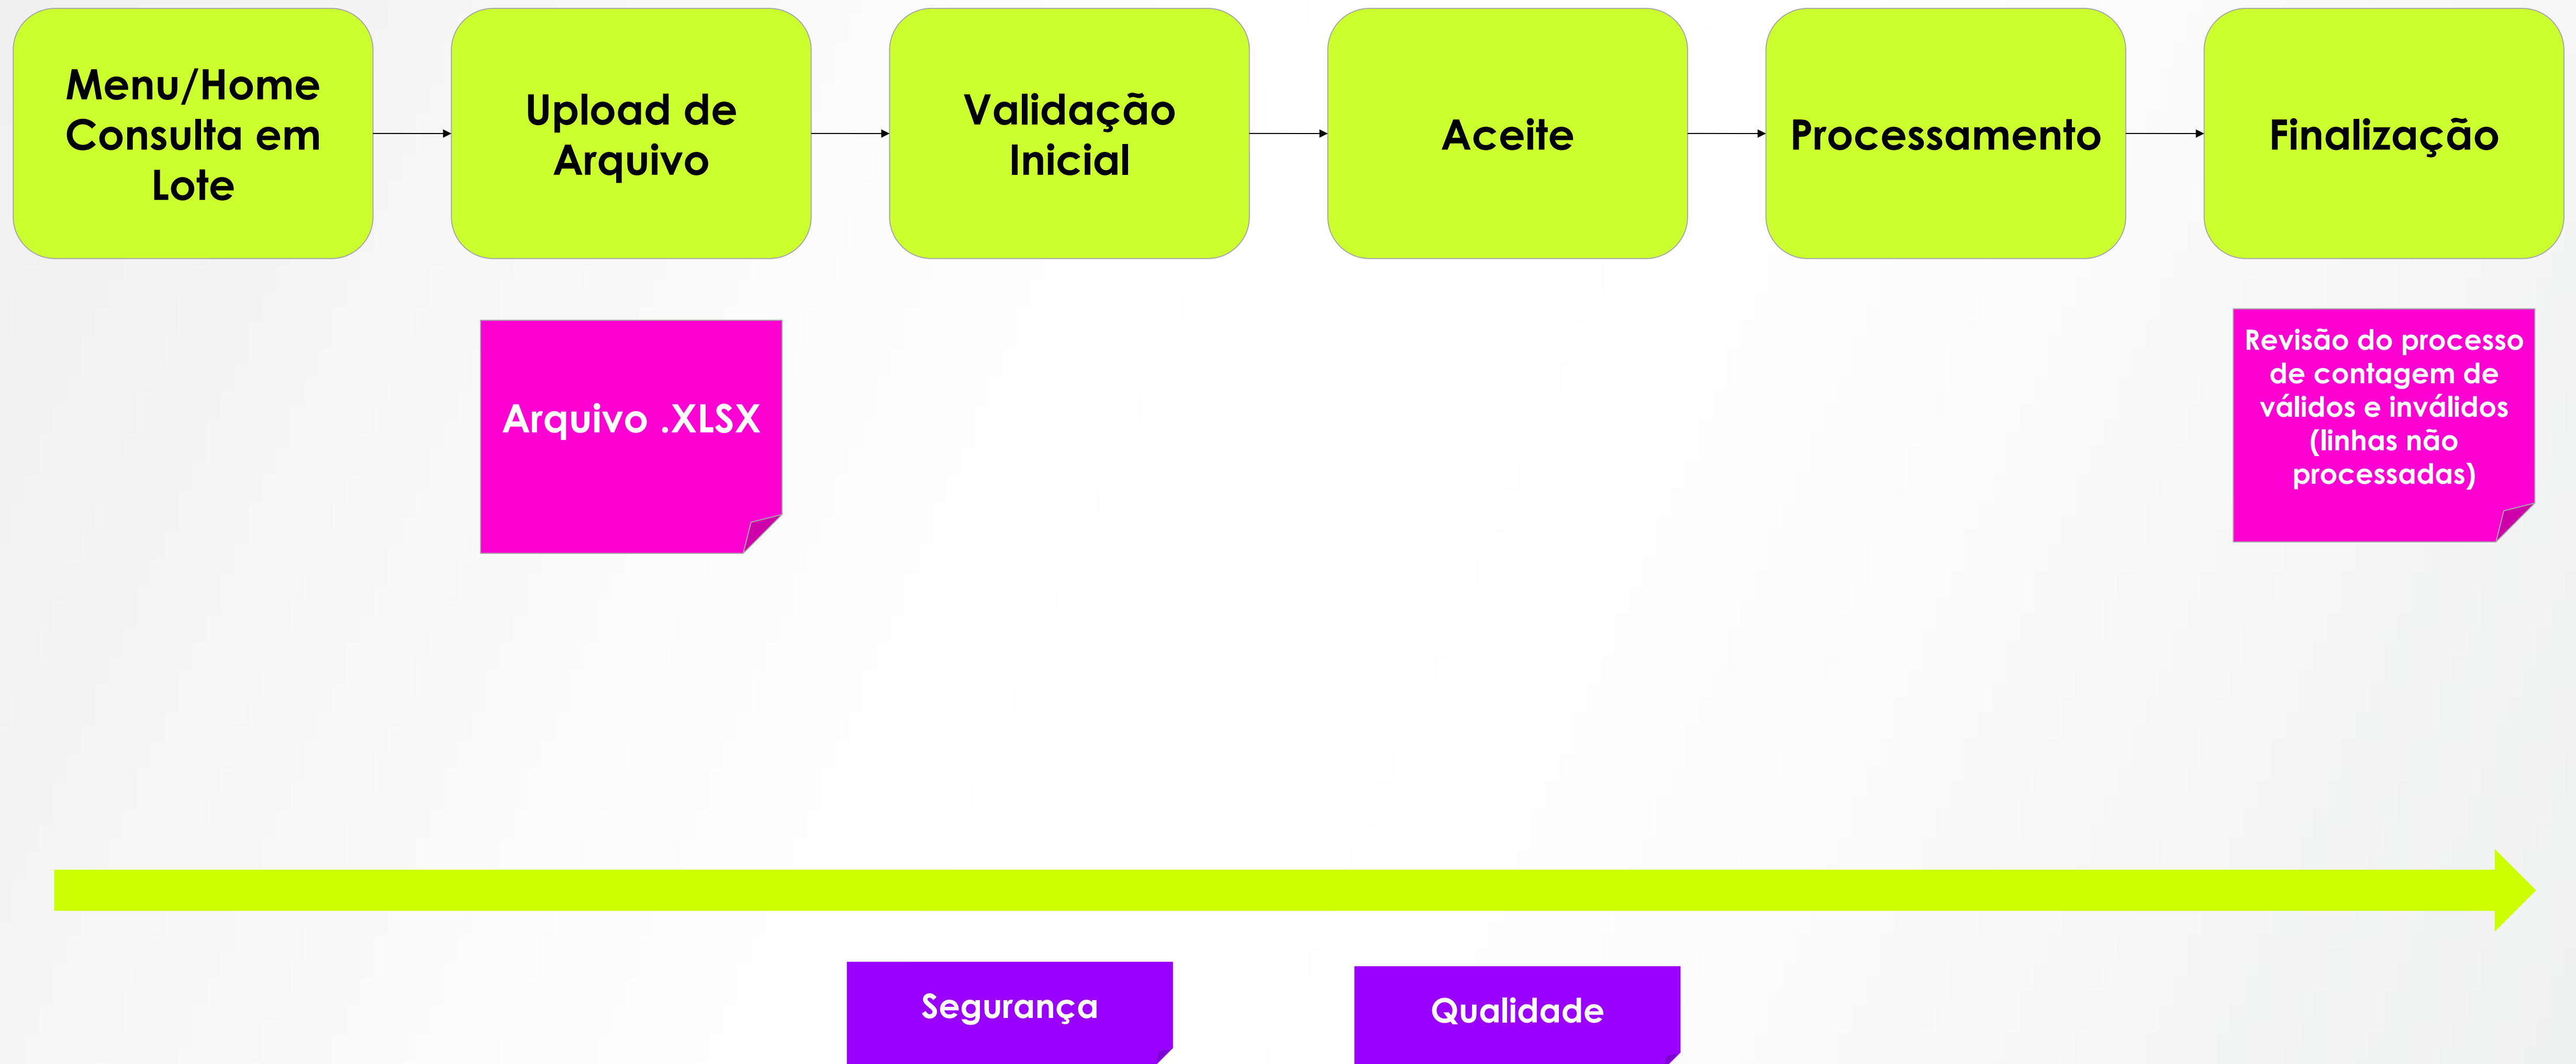 Menu/Home
Consulta em
Lote
Upload de
Arquivo
Validação
Inicial
Aceite
Processamento
Finalização
Arquivo .XLSX
Revisão do processo
de contagem de
válidos e inválidos
(linhas não
processadas)
Segurança
Qualidade